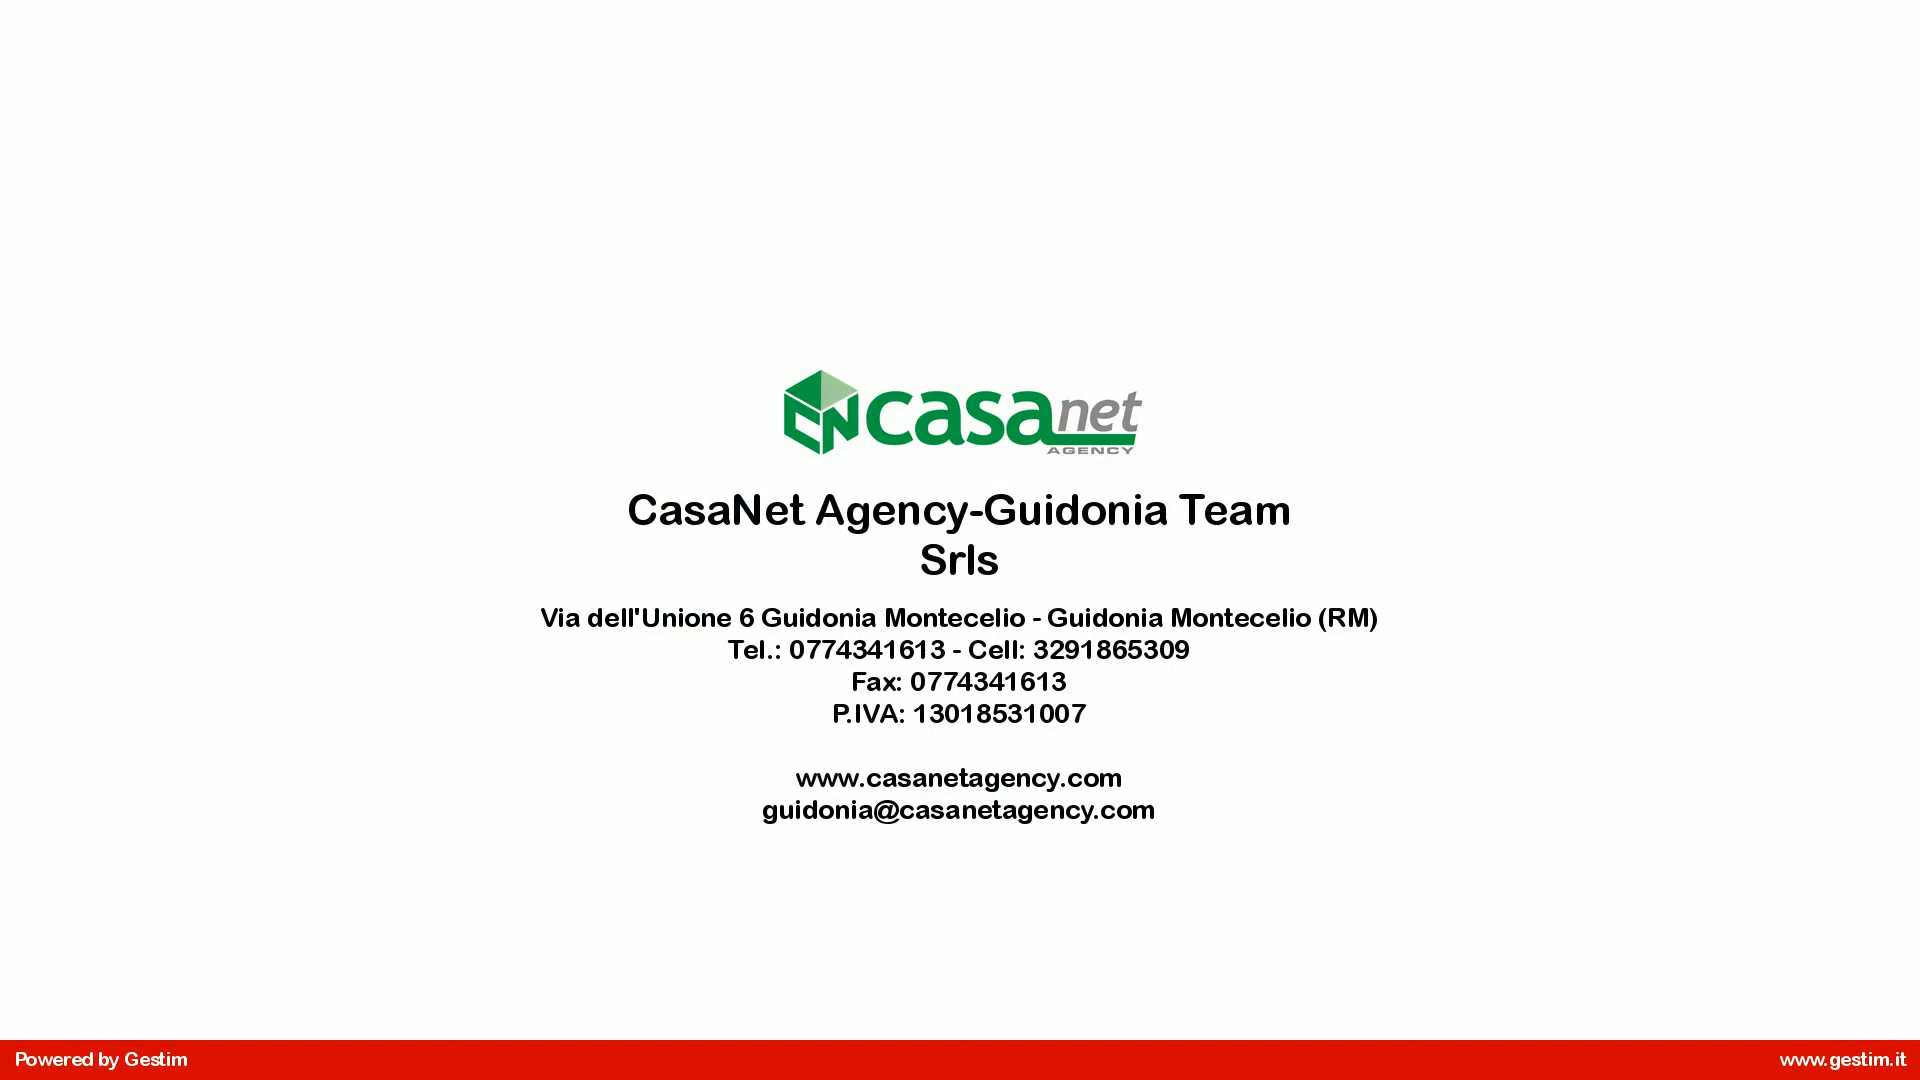 CN casanet
AGENCY
CasaNet Agency-Guidonia Team
Srls
Via dell'Unione 6 Guidonia Montecelio - Guidonia Montecelio (RM)
Tel.: 0774341613 - Cell: 3291865309
Fax: 0774341613
P.IVA: 13018531007
www.casanetagency.com
guidonia@casanetagency.com
Powered by Gestim
www.gestim.it